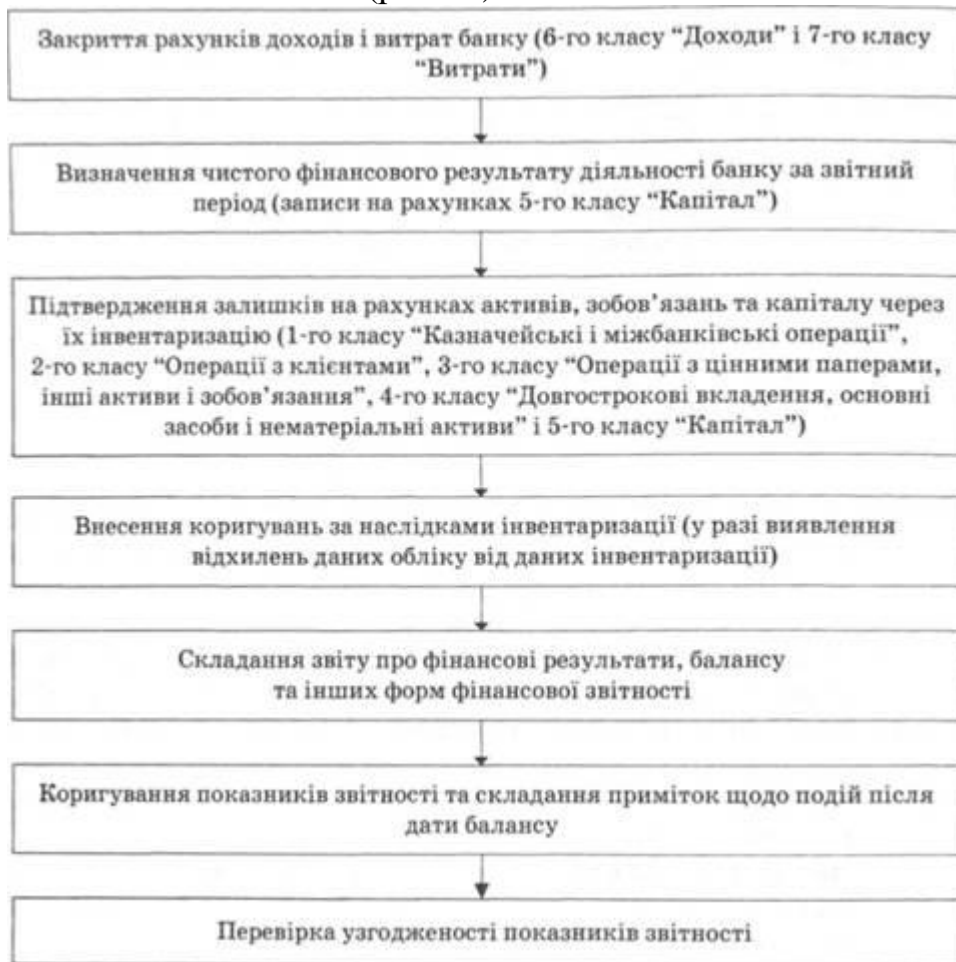 Закриття рахунків доходів і витрат банку (6-го класу “Доходи” і 7-го класу
“Витрати”)
Визначення чистого фінансового результату діяльності банку за звітний
період (записи на рахунках 5-го класу “Капітал”)
Підтвердження залишків на рахунках активів, зобов’язань та капіталу через
їх інвентаризацію (1-го класу “Казначейські і міжбанківські операції”,
2-го класу “Операції з клієнтами”, 3-го класу “Операції з цінними паперами,
інші активи і зобов’язання”, 4-го класу “Довгострокові вкладення, основні
засоби і нематеріальні активи” і 5-го класу “Капітал”)
Внесення коригувань за наслідками інвентаризації (у разі виявлення
відхилень даних обліку від даних інвентаризації)
Складання звіту про фінансові результати, балансу
та інших форм фінансової звітності
Коригування показників звітності та складання приміток щодо подій після
дати балансу
Перевірка узгодженості показників звітності